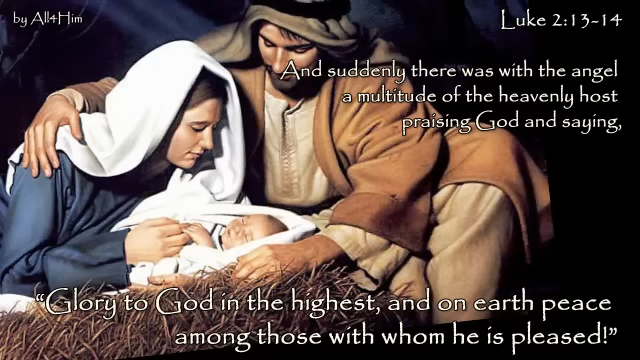 by All4Him
Luke 2:13-14
And suddenly there was with the angel
a multitude of the heavenly host
praising God and saying,
“Glory to God in the highest, and on earth peace
among those with whom he is pleased!”